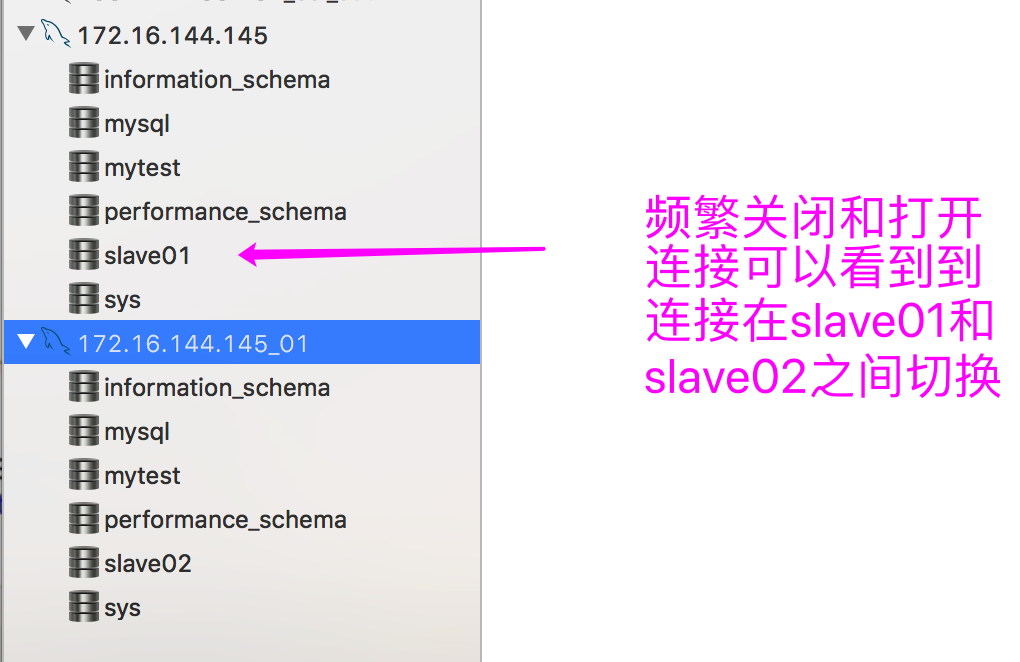 172.16.144.145
information_schema
mysql
mytest
performance_schema
slave01
sys
172.16.144.145_01
information_schema
mysql
mytest
performance_schema
slave02
sys
频繁关闭和打开
连接可以看到到
连接在slave01和
slave02之间切换